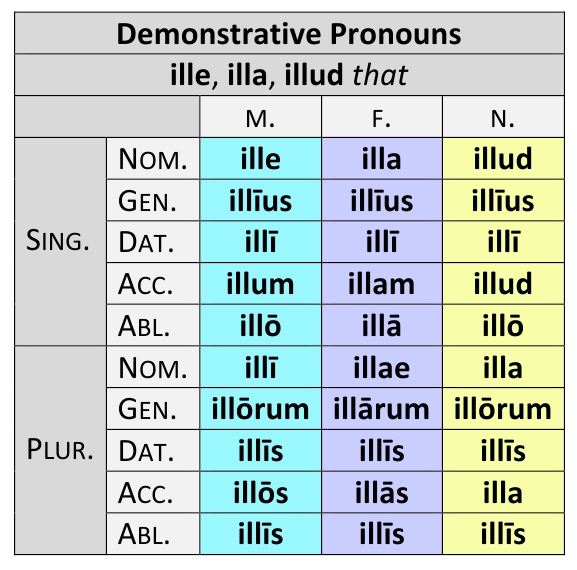 Demonstrative Pronouns
ille, illa, illud that
M. F. N.
SING. NOM. ille illa illud
GEN. illīus illīus illīus
DAT. illī illī illī
ACC. illum illam illud
ABL. illō illā illō
PLUR. NOM. illī illae illa
GEN. illōrum illārum illōrum
DAT. illīs illīs illīs
ACC. illōs illās illa
ABL. illīs illīs illīs